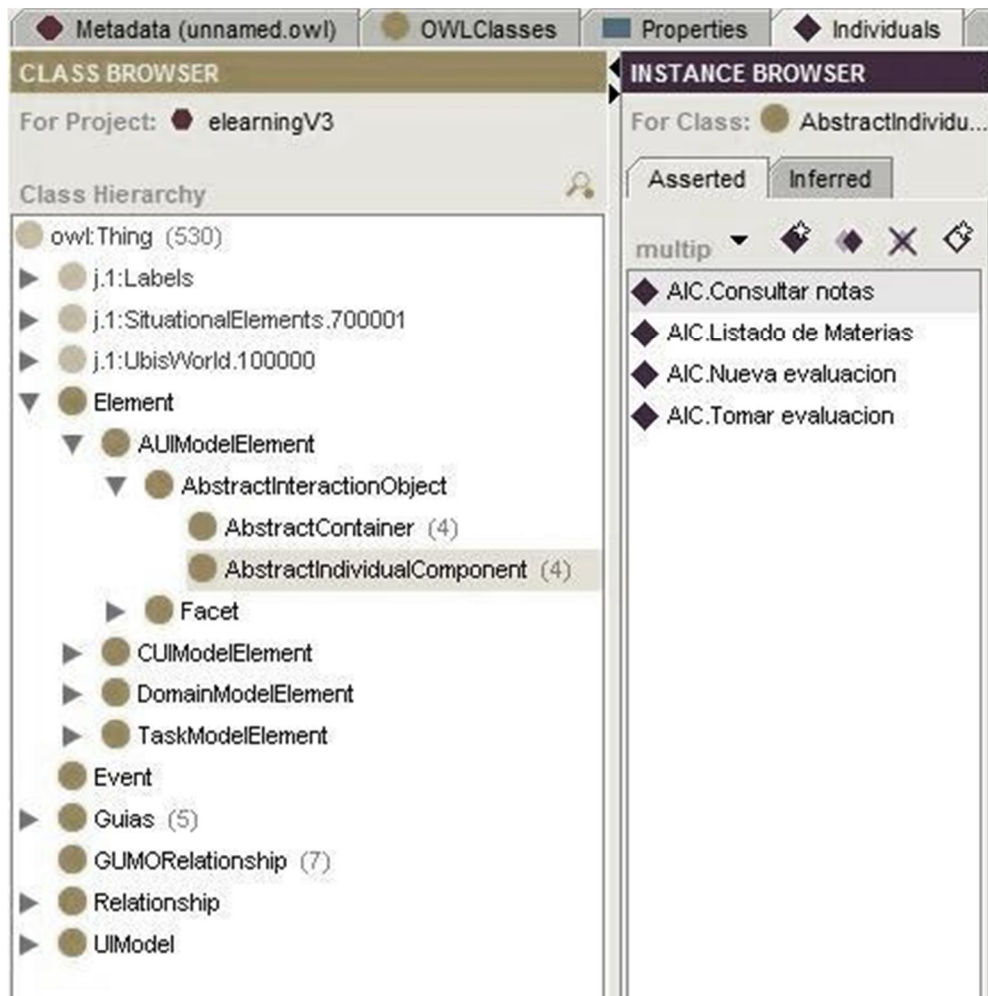 Metadata (unnamed.owl) OWLClasses Properties Individuals
CLASS BROWSER
For Project: elearningV3
Class Hierarchy
owl:Thing (530)
j.1:Labels
j.1:SituationalElements.700001
j.1:UbisWorld.100000
Element
AUIModelElement
AbstractInteractionObject
AbstractContainer (4)
AbstractIndividualComponent (4)
Facet
CUIModelElement
DomainModelElement
TaskModelElement
Event
Guias (5)
GUMORelationship (7)
Relationship
UIModel
INSTANCE BROWSER
For Class: AbstractIndividu...
Asserted Inferred
multip
AIC.Consultar notas
AIC.Listado de Materias
AIC.Nueva evaluacion
AIC.Tomar evaluacion